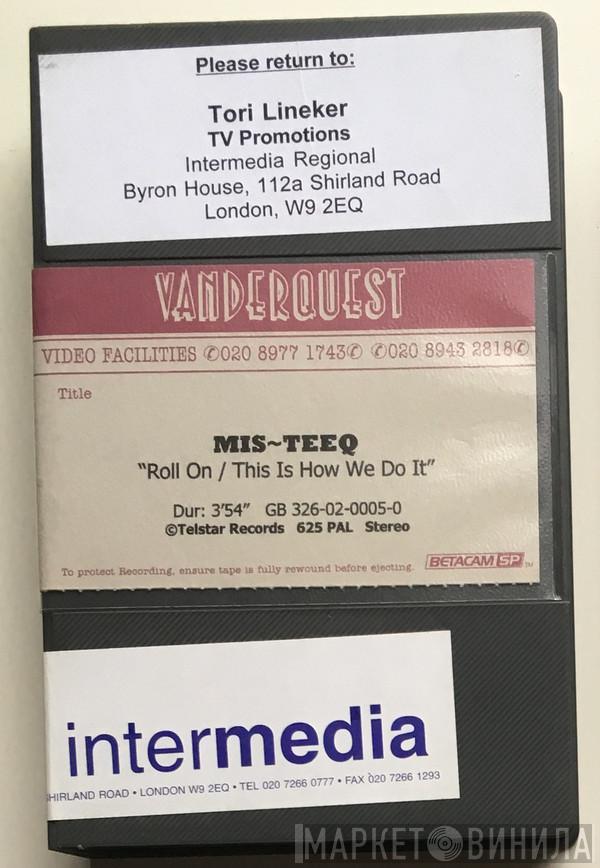 Please return to:
Tori Lineker
TV Promotions
Intermedia Regional
Byron House, 112a Shirland Road
London, W9 2EQ
VANDERQUEST
VIDEO FACILITIES ✆020 8977 1743✆ ✆020 8943 2818✆
Title
MIS~TEEQ
"Roll On / This Is How We Do It"
Dur: 3'54" GB 326-02-0005-0
©Telstar Records 625 PAL Stereo
To protect Recording, ensure tape is fully rewound before ejecting. BETACAM SP TM
intermedia
SHIRLAND ROAD • LONDON W9 2EQ • TEL 020 7266 0777 • FAX 020 7266 1293
МАРКЕТ ВИНИЛА